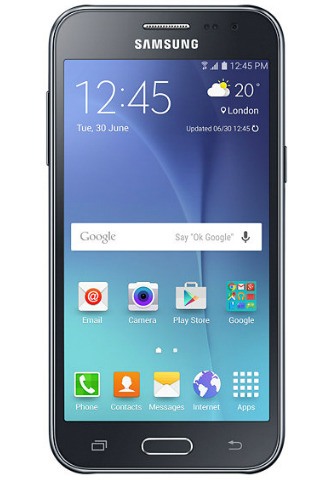 SAMSUNG
12:45 PM
12:45
20°
London
Tue, 30 June
Updated 06/30 12:45
Google
Say "Ok Google"
Email
Camera
Play Store
Google
Phone
Contacts
Messages
Internet
Apps